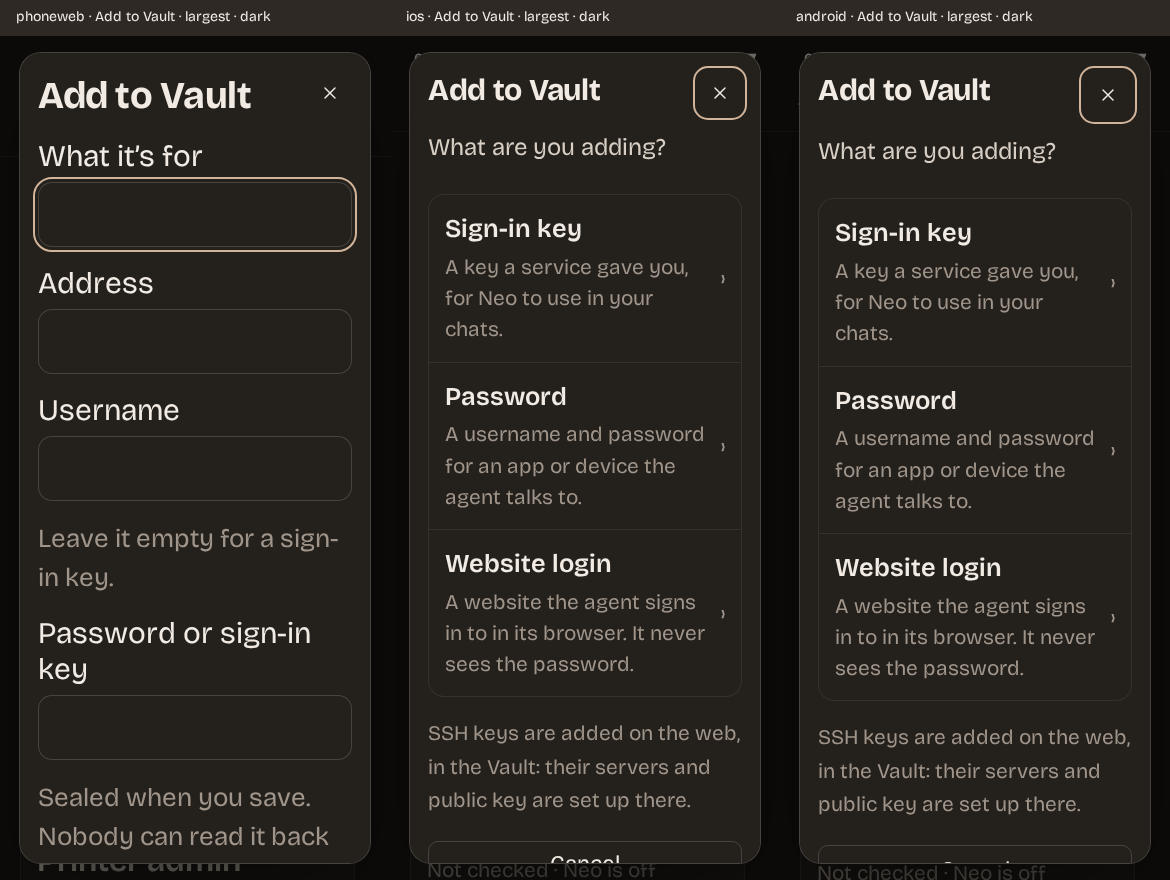 phoneweb · Add to Vault · largest · dark
Add to Vault
What it’s for
Address
Username
Leave it empty for a sign-
in key.
Password or sign-in
key
Sealed when you save.
Nobody can read it back
Printer admin
ios · Add to Vault · largest · dark
Add to Vault
What are you adding?
Sign-in key
A key a service gave you,
for Neo to use in your
chats.
Password
A username and password
for an app or device the
agent talks to.
Website login
A website the agent signs
in to in its browser. It never
sees the password.
SSH keys are added on the web,
in the Vault: their servers and
public key are set up there.
Cancel
Not checked · Neo is off
android · Add to Vault · largest · dark
Add to Vault
What are you adding?
Sign-in key
A key a service gave you,
for Neo to use in your
chats.
Password
A username and password
for an app or device the
agent talks to.
Website login
A website the agent signs
in to in its browser. It never
sees the password.
SSH keys are added on the web,
in the Vault: their servers and
public key are set up there.
Not checked · Neo is off